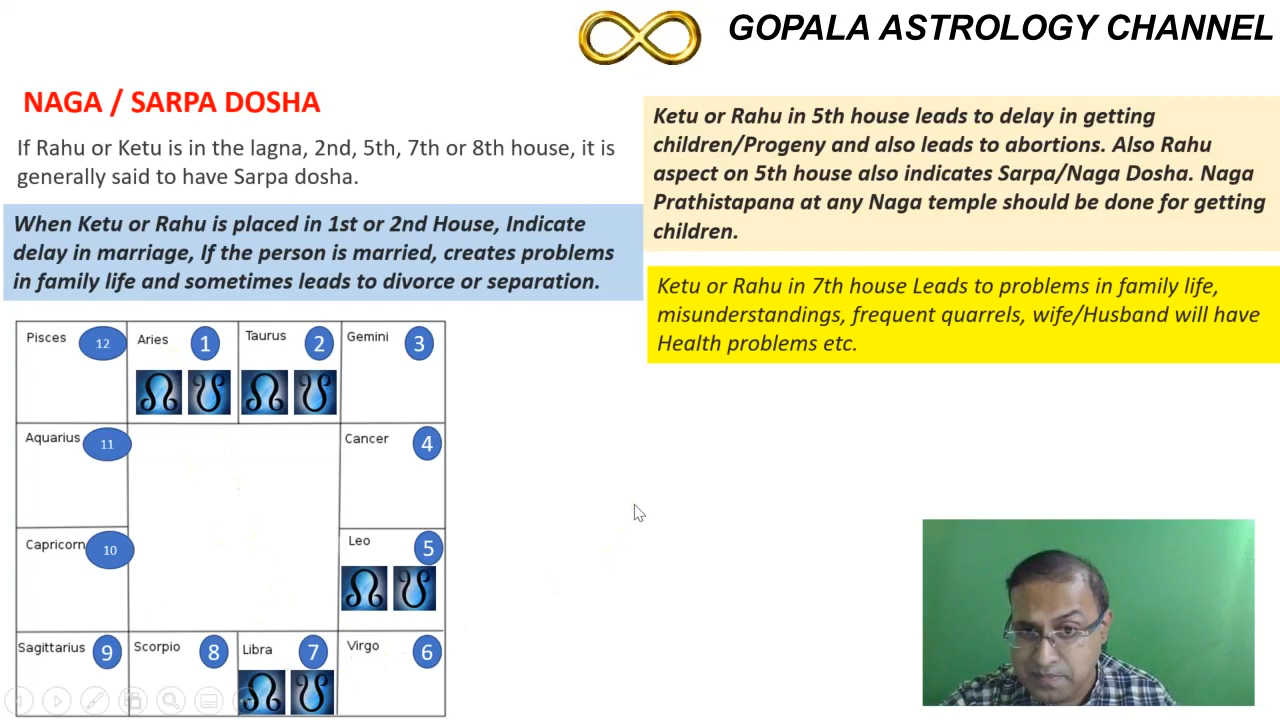 GOPALA ASTROLOGY CHANNEL
NAGA / SARPA DOSHA
If Rahu or Ketu is in the lagna, 2nd, 5th, 7th or 8th house, it is
generally said to have Sarpa dosha.
When Ketu or Rahu is placed in 1st or 2nd House, Indicate
delay in marriage, If the person is married, creates problems
in family life and sometimes leads to divorce or separation.
Ketu or Rahu in 5th house leads to delay in getting
children/Progeny and also leads to abortions. Also Rahu
aspect on 5th house also indicates Sarpa/Naga Dosha. Naga
Prathistapana at any Naga temple should be done for getting
children.
Ketu or Rahu in 7th house Leads to problems in family life,
misunderstandings, frequent quarrels, wife/Husband will have
Health problems etc.
Pisces 12 Aries 1 Taurus 2 Gemini 3
Aquarius 11 Cancer 4
Capricorn 10 Leo 5
Sagittarius 9 Scorpio 8 Libra 7 Virgo 6